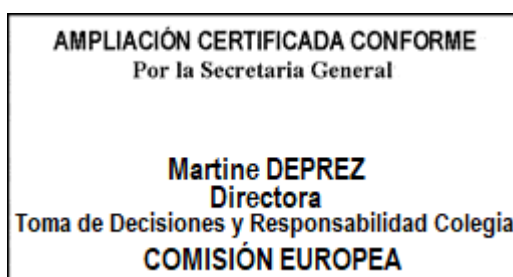 AMPLIACIÓN CERTIFICADA CONFORME
Por la Secretaria General
Martine DEPREZ
Directora
Toma de Decisiones y Responsabilidad Colegia
COMISIÓN EUROPEA